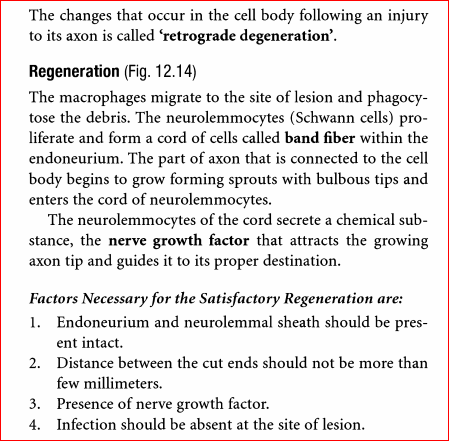 The changes that occur in the cell body following an injury
to its axon is called ‘retrograde degeneration’.
Regeneration (Fig. 12.14)
The macrophages migrate to the site of lesion and phagocy-
tose the debris. The neurolemmocytes (Schwann cells) pro-
liferate and form a cord of cells called band fiber within the
endoneurium. The part of axon that is connected to the cell
body begins to grow forming sprouts with bulbous tips and
enters the cord of neurolemmocytes.
The neurolemmocytes of the cord secrete a chemical sub-
stance, the nerve growth factor that attracts the growing
axon tip and guides it to its proper destination.
Factors Necessary for the Satisfactory Regeneration are:
1. Endoneurium and neurolemmal sheath should be pres-
ent intact.
2. Distance between the cut ends should not be more than
few millimeters.
3. Presence of nerve growth factor.
4. Infection should be absent at the site of lesion.